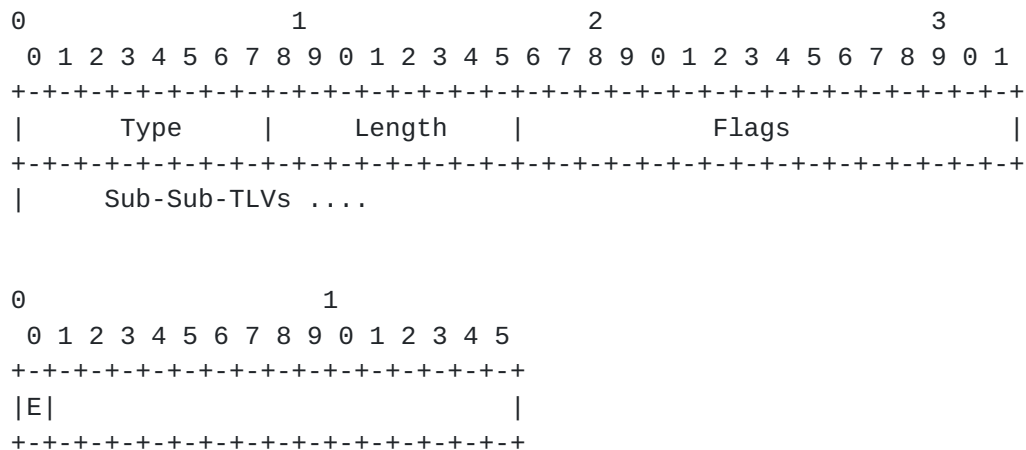 0                 1                 2                   3
 0 1 2 3 4 5 6 7 8 9 0 1 2 3 4 5 6 7 8 9 0 1 2 3 4 5 6 7 8 9 0 1
+-+-+-+-+-+-+-+-+-+-+-+-+-+-+-+-+-+-+-+-+-+-+-+-+-+-+-+-+-+-+-+-+
|      Type     |     Length    |            Flags              |
+-+-+-+-+-+-+-+-+-+-+-+-+-+-+-+-+-+-+-+-+-+-+-+-+-+-+-+-+-+-+-+-+
|     Sub-Sub-TLVs ....
0                   1
 0 1 2 3 4 5 6 7 8 9 0 1 2 3 4 5
+-+-+-+-+-+-+-+-+-+-+-+-+-+-+-+-+
|E|                             |
+-+-+-+-+-+-+-+-+-+-+-+-+-+-+-+-+